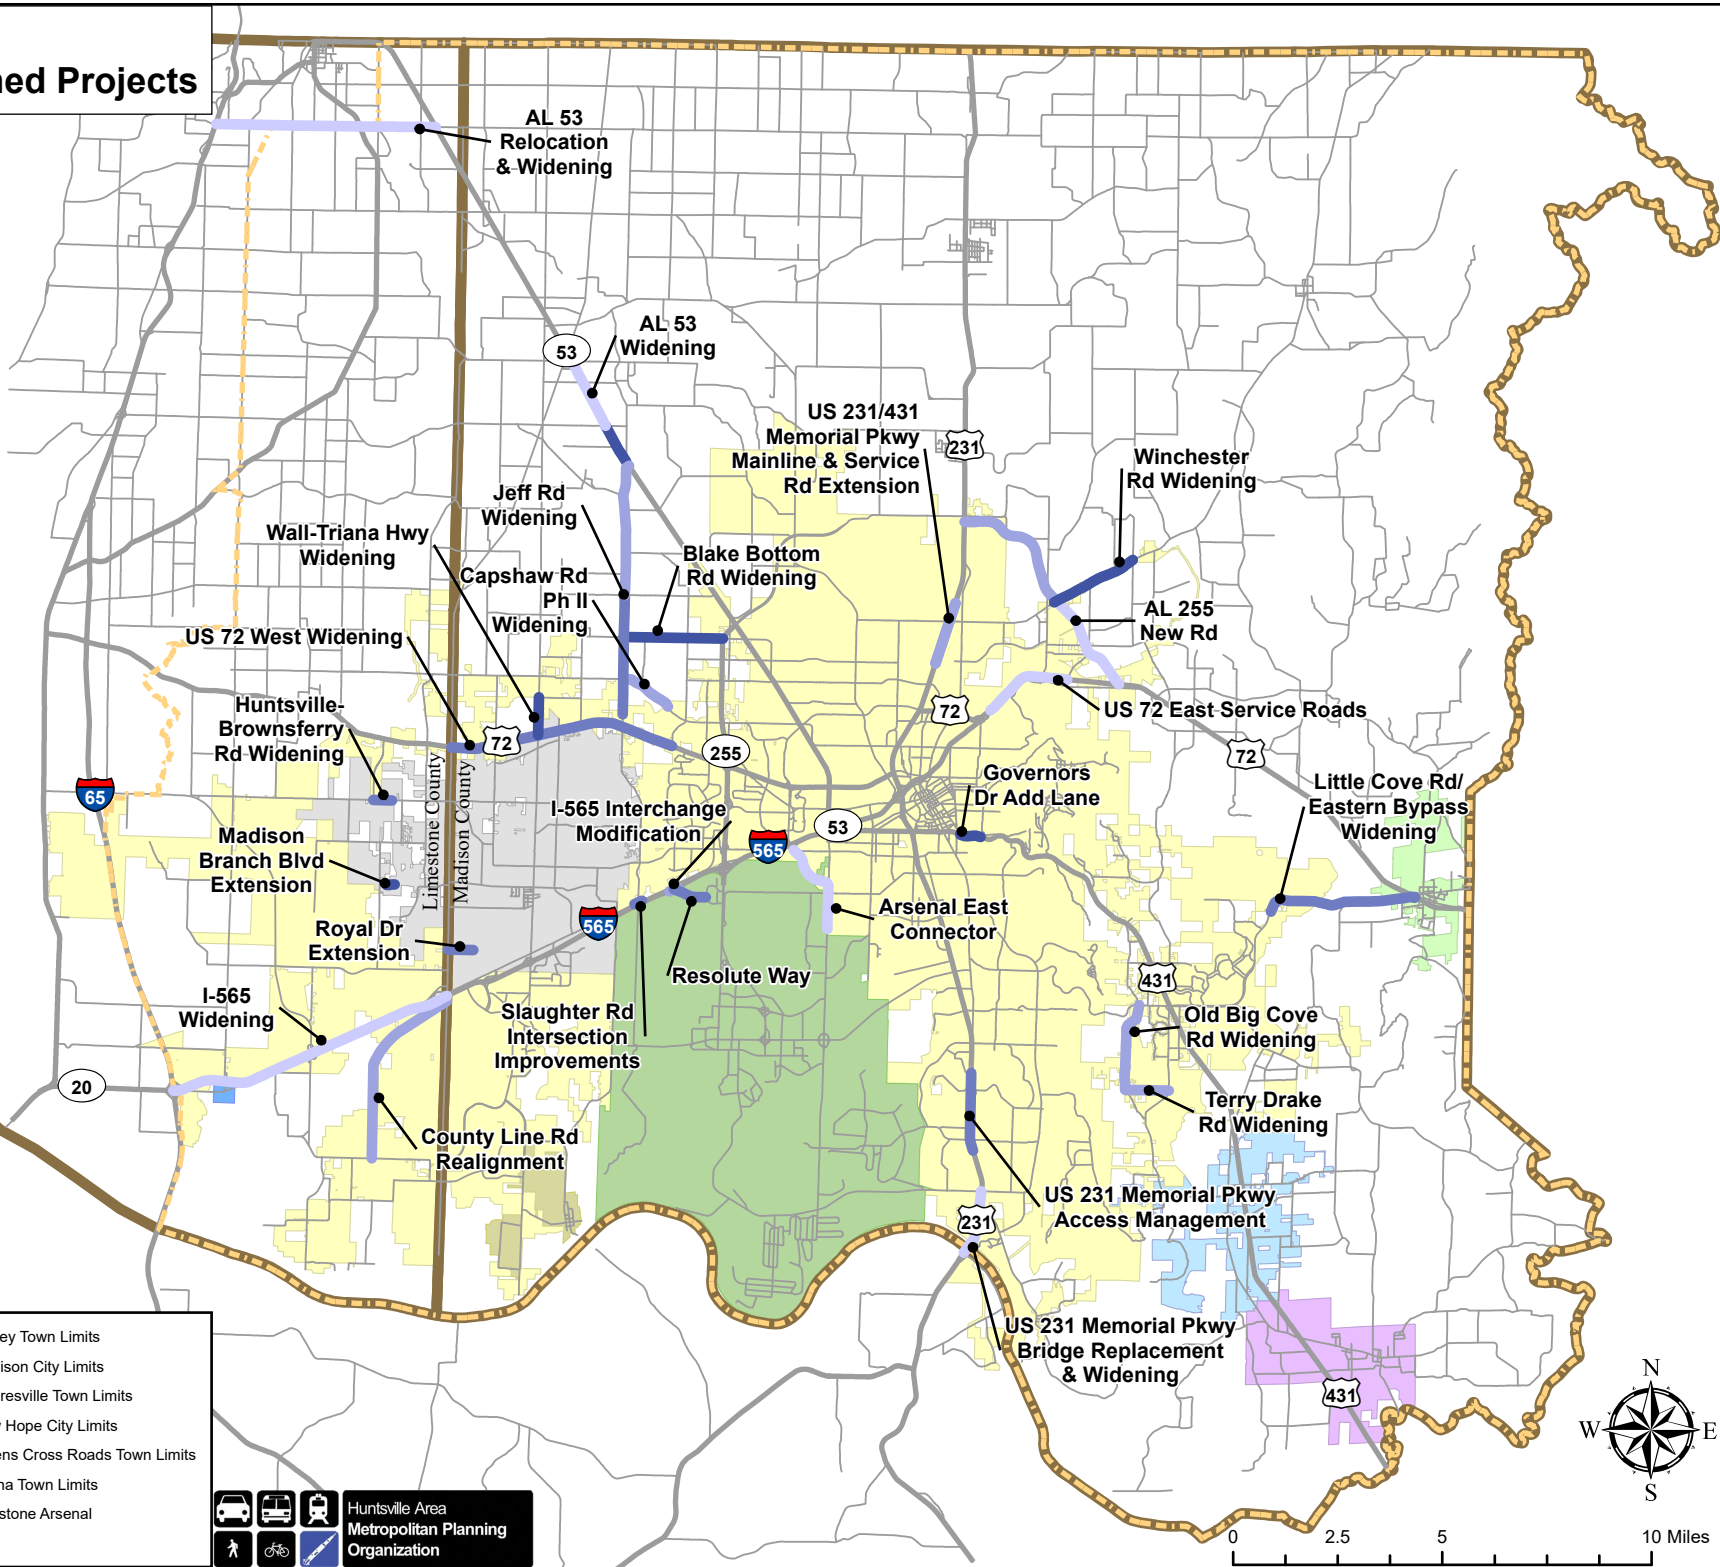 ned Projects
AL 53
Relocation
& Widening
AL 53
Widening
53
US 231/431
Memorial Pkwy
Mainline & Service
Rd Extension
231
Winchester
Rd Widening
Jeff Rd
Widening
Wall-Triana Hwy
Widening
Blake Bottom
Rd Widening
Capshaw Rd
Ph II
Widening
AL 255
New Rd
US 72 West Widening
Huntsville-
Brownsferry
Rd Widening
72
72
US 72 East Service Roads
72
255
65
Limestone County
Madison County
Governors
Dr Add Lane
Little Cove Rd/
Eastern Bypass
Widening
I-565 Interchange
Modification
53
565
Madison
Branch Blvd
Extension
565
Arsenal East
Connector
Royal Dr
Extension
Resolute Way
431
I-565
Widening
Slaughter Rd
Intersection
Improvements
Old Big Cove
Rd Widening
20
Terry Drake
Rd Widening
County Line Rd
Realignment
US 231 Memorial Pkwy
Access Management
231
US 231 Memorial Pkwy
Bridge Replacement
& Widening
431
ey Town Limits
ison City Limits
resville Town Limits
Hope City Limits
ens Cross Roads Town Limits
na Town Limits
stone Arsenal
Huntsville Area
Metropolitan Planning
Organization
N
W E
S
0 2.5 5 10 Miles